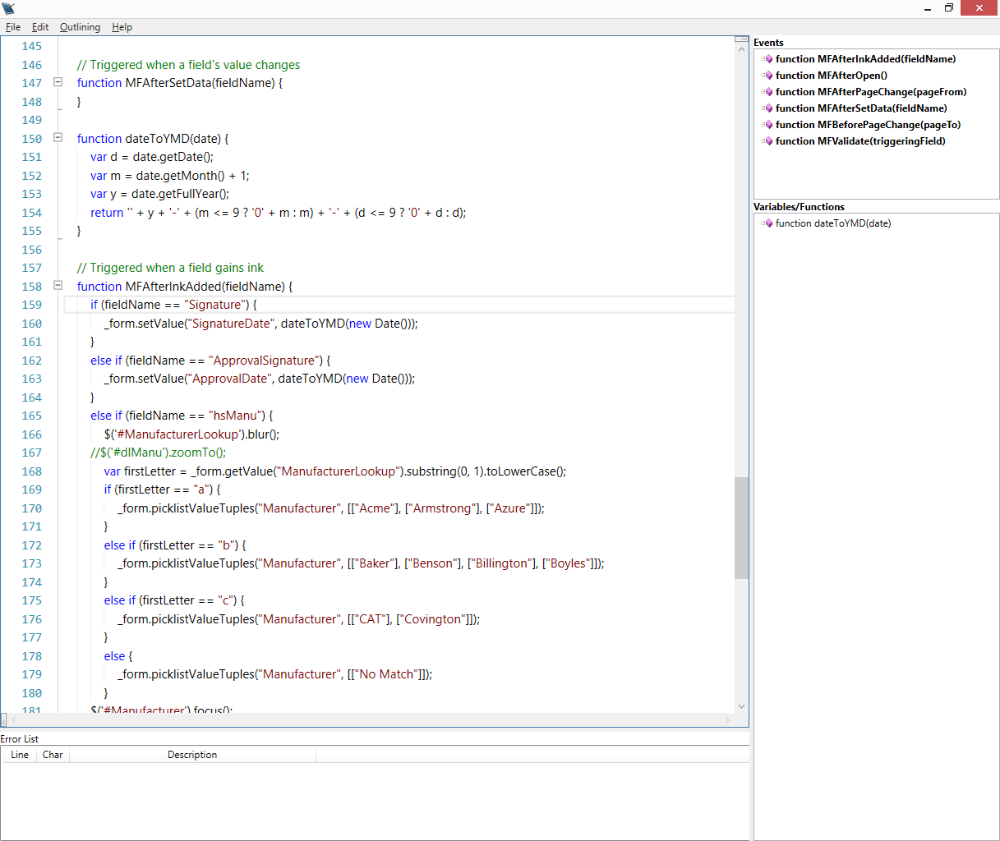 File Edit Outlining Help
145
146 // Triggered when a field's value changes
147 function MFAfterSetData(fieldName) {
148 }
149
150 function dateToYMD(date) {
151 var d = date.getDate();
152 var m = date.getMonth() + 1;
153 var y = date.getFullYear();
154 return '' + y + '-' + (m <= 9 ? '0' + m : m) + '-' + (d <= 9 ? '0' + d : d);
155 }
156
157 // Triggered when a field gains ink
158 function MFAfterInkAdded(fieldName) {
159 if (fieldName == "Signature") {
160 _form.setValue("SignatureDate", dateToYMD(new Date()));
161 }
162 else if (fieldName == "ApprovalSignature") {
163 _form.setValue("ApprovalDate", dateToYMD(new Date()));
164 }
165 else if (fieldName == "hsManu") {
166 $('#ManufacturerLookup').blur();
167 //$('#dlManu').zoomTo();
168 var firstLetter = _form.getValue("ManufacturerLookup").substring(0, 1).toLowerCase();
169 if (firstLetter == "a") {
170 _form.picklistValueTuples("Manufacturer", [["Acme"], ["Armstrong"], ["Azure"]]);
171 }
172 else if (firstLetter == "b") {
173 _form.picklistValueTuples("Manufacturer", [["Baker"], ["Benson"], ["Billington"], ["Boyles"]]);
174 }
175 else if (firstLetter == "c") {
176 _form.picklistValueTuples("Manufacturer", [["CAT"], ["Covington"]]);
177 }
178 else {
179 _form.picklistValueTuples("Manufacturer", [["No Match"]]);
180 }
181 $('#Manufacturer').focus();
Error List
Line Char Description
Events
function MFAfterInkAdded(fieldName)
function MFAfterOpen()
function MFAfterPageChange(pageFrom)
function MFAfterSetData(fieldName)
function MFBeforePageChange(pageTo)
function MFValidate(triggeringField)
Variables/Functions
function dateToYMD(date)